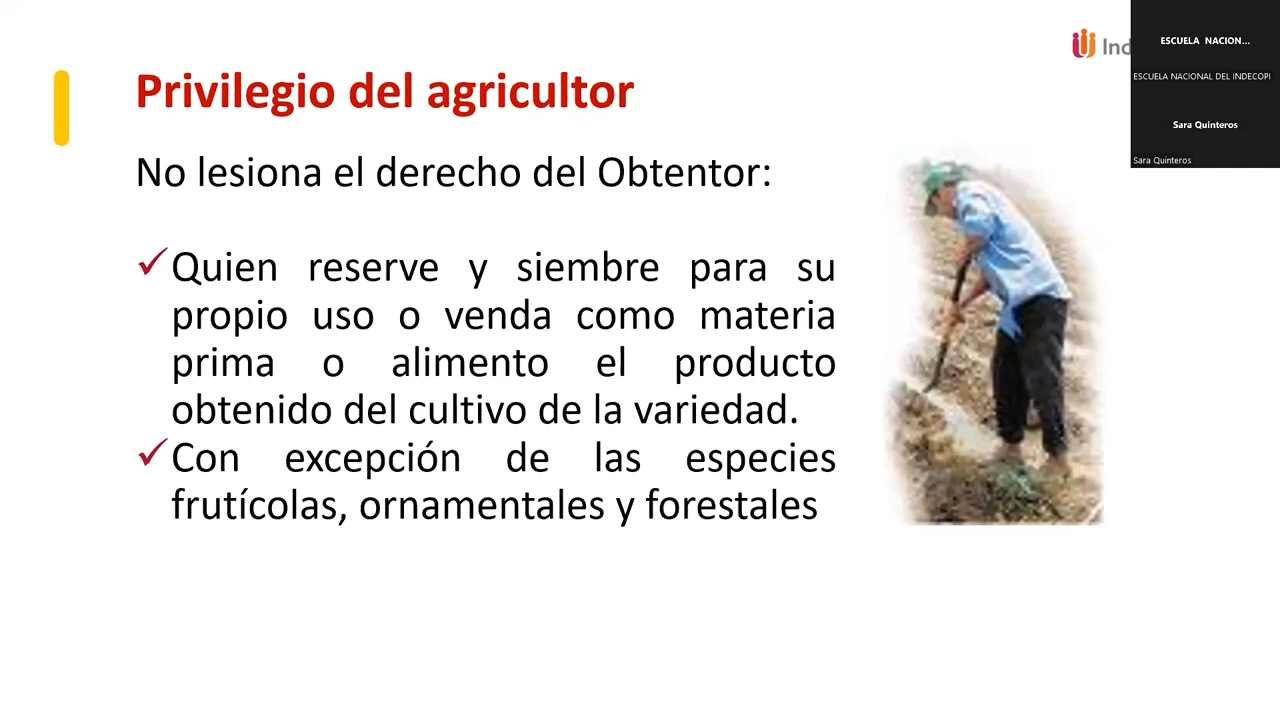 Privilegio del agricultor
No lesiona el derecho del Obtentor:
✓Quien reserve y siembre para su
propio uso o venda como materia
prima o alimento el producto
obtenido del cultivo de la variedad.
✓Con excepción de las especies
frutícolas, ornamentales y forestales
Ind
ESCUELA NACION...
ESCUELA NACIONAL DEL INDECOPI
Sara Quinteros
Sara Quinteros